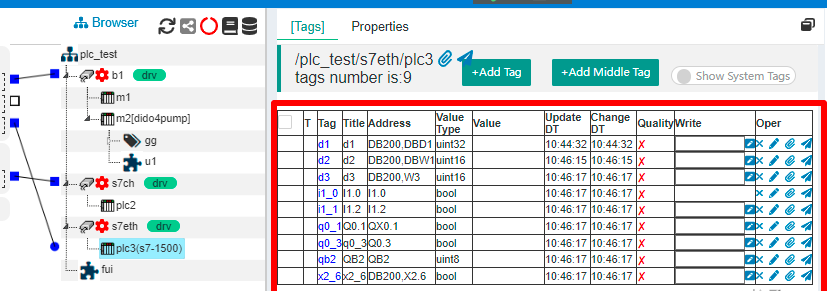 Browser
plc_test
b1 drv
m1
m2[dido4pump]
gg
u1
s7ch drv
plc2
s7eth drv
plc3(s7-1500)
fui
[Tags] Properties
/plc_test/s7eth/plc3
tags number is:9
+Add Tag +Add Middle Tag Show System Tags
T Tag Title Address Value Type Value Update DT Change DT Quality Write Oper
d1 d1 DB200,DBD1 uint32 10:44:32 10:44:32 ✗
d2 d2 DB200,DBW1 uint16 10:46:15 10:46:15 ✗
d3 d3 DB200,W3 uint16 10:46:17 10:46:17 ✗
i1_0 I1.0 I1.0 bool 10:46:17 10:46:17 ✗
i1_1 I1.2 I1.2 bool 10:46:17 10:46:17 ✗
q0_1 Q0.1 QX0.1 bool 10:46:17 10:46:17 ✗
q0_3 q0_3 Q0.3 bool 10:46:17 10:46:17 ✗
qb2 QB2 QB2 uint8 10:46:17 10:46:17 ✗
x2_6 x2_6 DB200,X2.6 bool 10:46:17 10:46:17 ✗